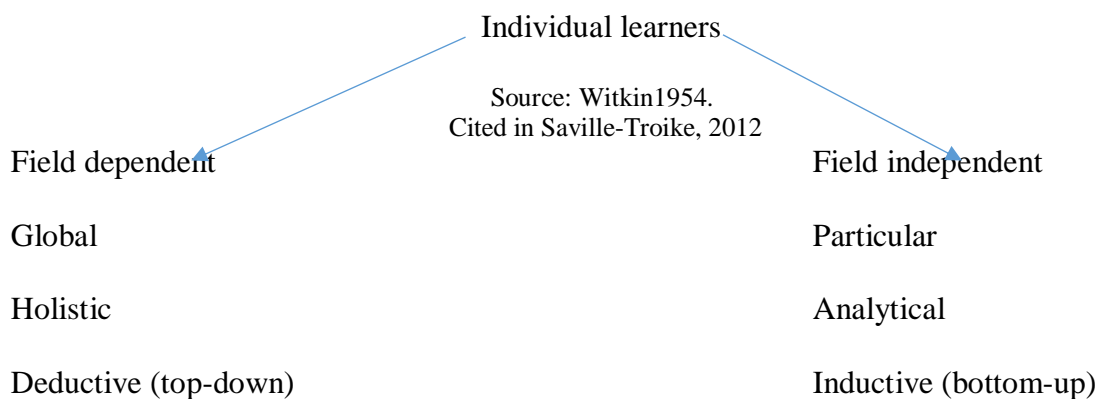 Individual learners
Source: Witkin1954.
Cited in Saville-Troike, 2012
Field dependent
Field independent
Global
Particular
Holistic
Analytical
Deductive (top-down)
Inductive (bottom-up)